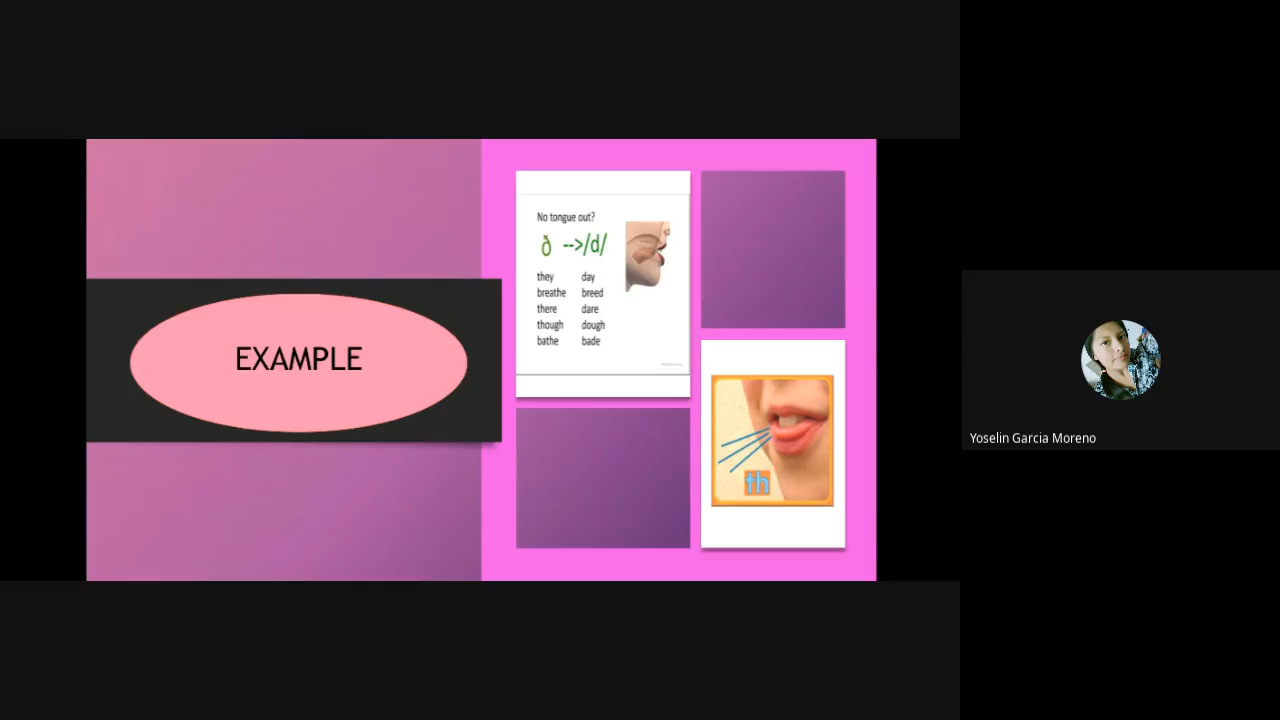 EXAMPLE
No tongue out?
ð -->/d/
they day
breathe breed
there dare
though dough
bathe bade
th
Yoselin Garcia Moreno